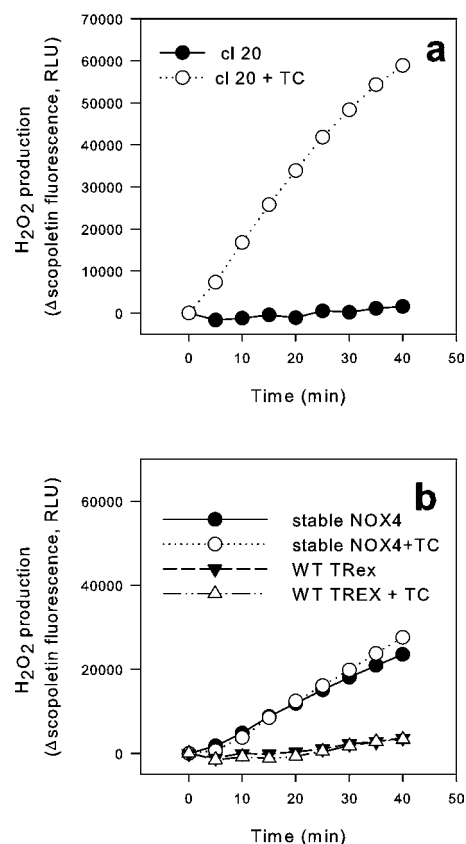 a
cl 20
cl 20 + TC
H2O2 production
(Δscopoletin fluorescence, RLU)
70000
60000
50000
40000
30000
20000
10000
0
0 10 20 30 40 50
Time (min)
b
stable NOX4
stable NOX4+TC
WT TRex
WT TREX + TC
H2O2 production
(Δscopoletin fluorescence, RLU)
60000
40000
20000
0
0 10 20 30 40 50
Time (min)